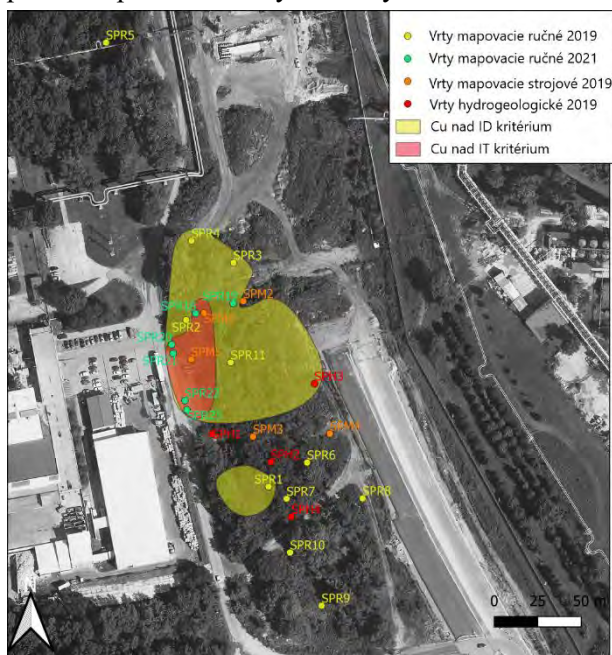 SPR5
Vrty mapovacie ručné 2019
Vrty mapovacie ručné 2021
Vrty mapovacie strojové 2019
Vrty hydrogeologické 2019
Cu nad ID kritérium
Cu nad IT kritérium
SPR4
SPR3
SPM2
SPR2
SPR11
SPR22
SPM3
SPM4
SPR6
SPR1
SPR7
SPR8
SPR10
SPR9
0 25 50 m